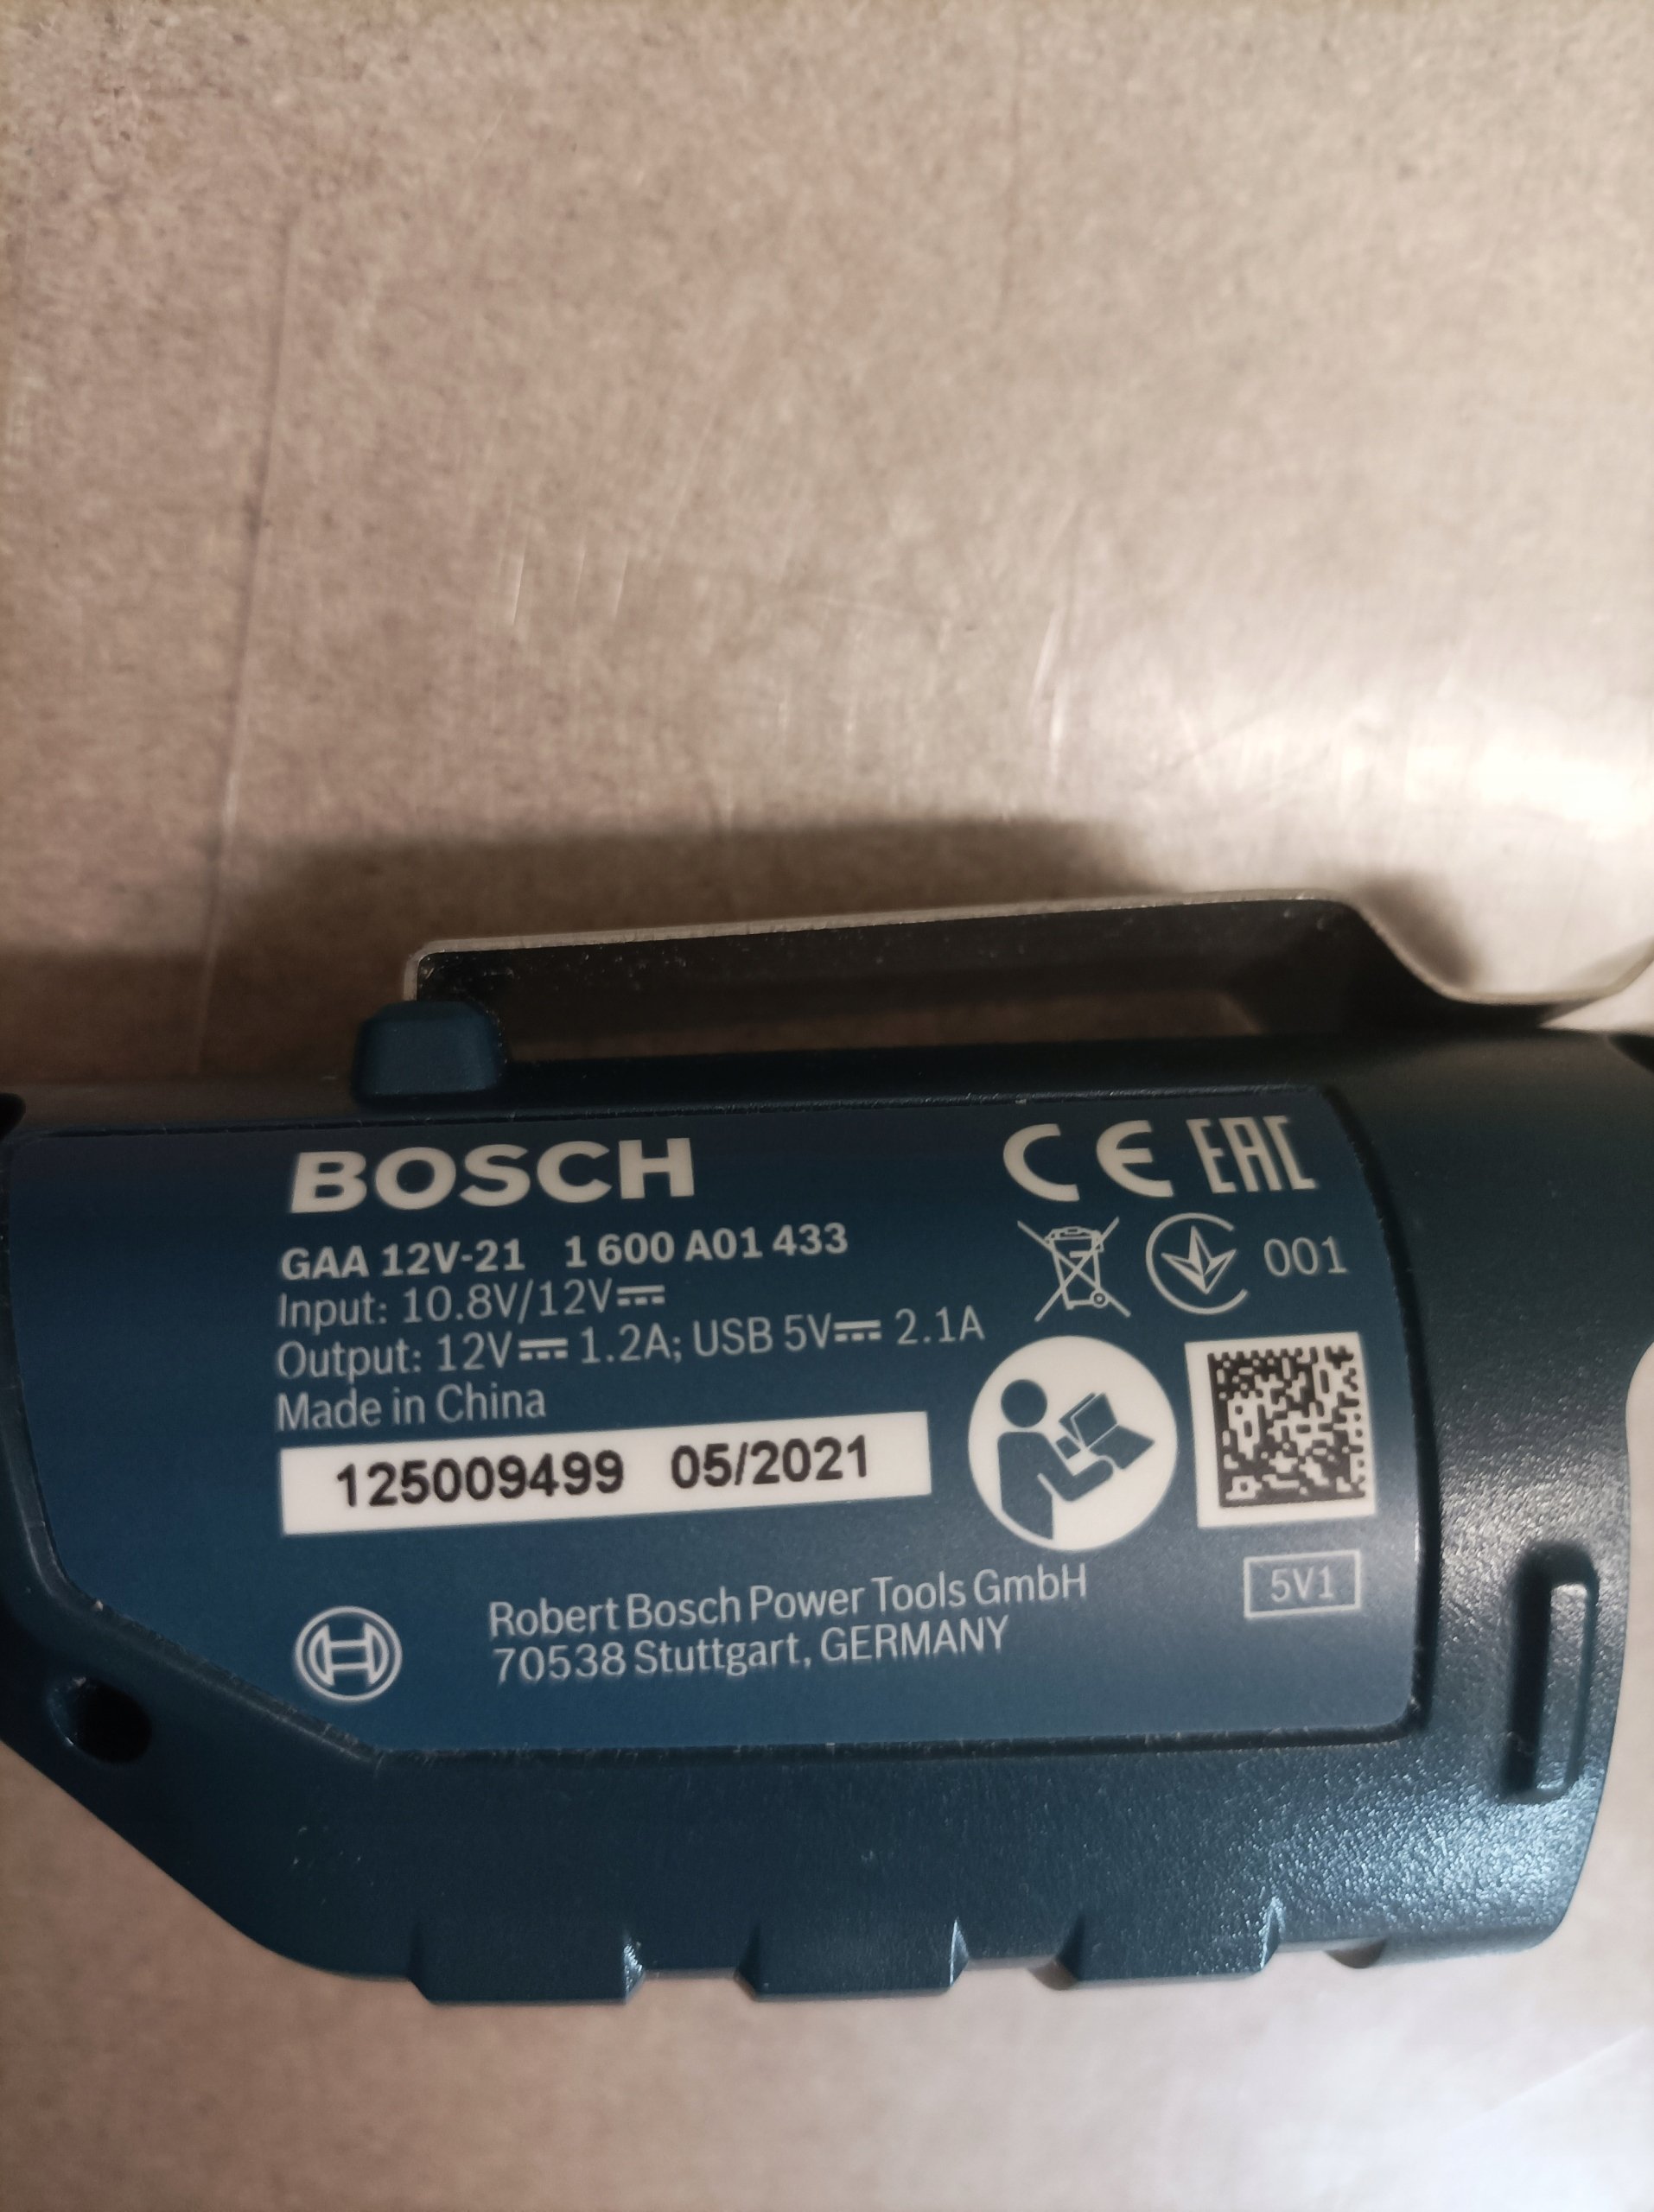 BOSCH
CE EAC
GAA 12V-21 1 600 A01 433
001
Input: 10.8V/12V⎓
Output: 12V⎓ 1.2A; USB 5V⎓ 2.1A
Made in China
125009499 05/2021
5V1
Robert Bosch Power Tools GmbH
70538 Stuttgart, GERMANY